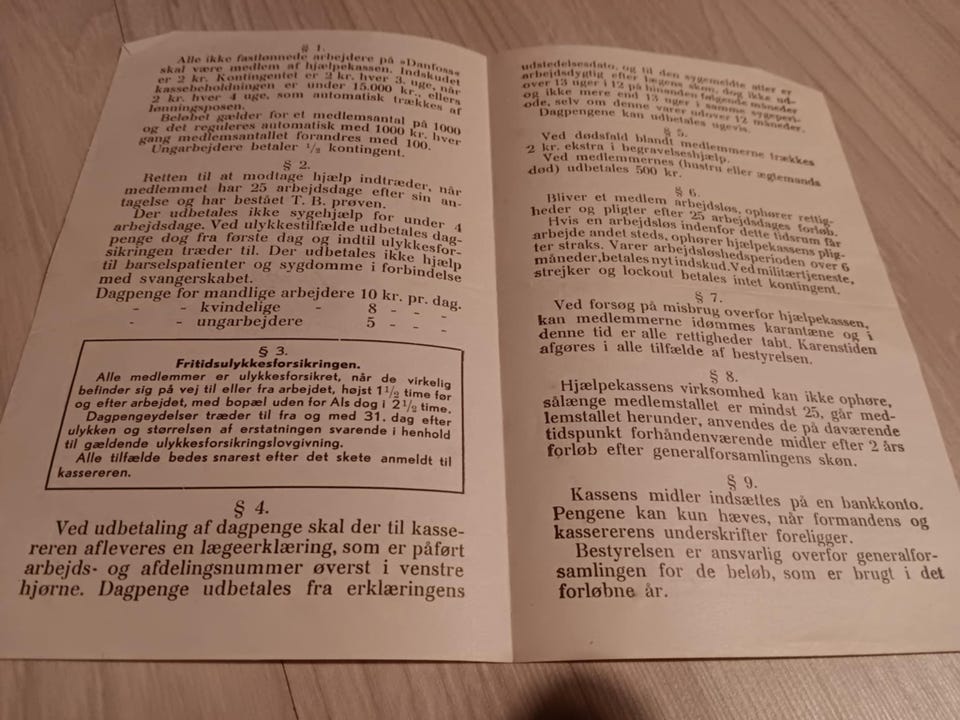 § 1.
Alle ikke fastlønnede arbejdere på »Danfoss«
skal være medlem af hjælpekassen. Indskudet
er 2 kr. Kontingentet er 2 kr. hver 3. uge, når
kassebeholdningen er under 15.000 kr., ellers
2 kr. hver 4 uge, som automatisk trækkes af
lønningsposen.
Beløbet gælder for et medlemsantal på 1000
og det reguleres automatisk med 1000 kr. hver
gang medlemsantallet forandres med 100.
Ungarbejdere betaler 1/2 kontingent.
§ 2.
Retten til at modtage hjælp indtræder, når
medlemmet har 25 arbejdsdage efter sin an-
tagelse og har bestået T. B. prøven.
Der udbetales ikke sygehjælp for under 4
arbejdsdage. Ved ulykkestilfælde udbetales dag-
penge dog fra første dag og indtil ulykkesfor-
sikringen træder til. Der udbetales ikke hjælp
til barselspatienter og sygdomme i forbindelse
med svangerskabet.
Dagpenge for mandlige arbejdere 10 kr. pr. dag.
- - kvindelige - 8 - - -
- - ungarbejdere 5 - - -
§ 3.
Fritidsulykkesforsikringen.
Alle medlemmer er ulykkesforsikret, når de virkelig
befinder sig på vej til eller fra arbejdet, højst 1 1/2 time før
og efter arbejdet, med bopæl uden for Als dog i 2 1/2 time.
Dagpengeydelser træder til fra og med 31. dag efter
ulykken og størrelsen af erstatningen svarende i henhold
til gældende ulykkesforsikringslovgivning.
Alle tilfælde bedes snarest efter det skete anmeldt til
kassereren.
§ 4.
Ved udbetaling af dagpenge skal der til kasse-
reren afleveres en lægeerklæring, som er påført
arbejds- og afdelingsnummer øverst i venstre
hjørne. Dagpenge udbetales fra erklæringens
udstedelsesdato, og til den sygemeldte atter er
arbejdsdygtig efter lægens skøn, dog ikke ud-
over 13 uger i 12 på hinanden følgende måneder
og ikke mere end 13 uger i samme sygeperi-
ode, selv om denne varer udover 12 måneder.
Dagpengene kan udbetales ugevis.
§ 5.
Ved dødsfald blandt medlemmerne trækkes
2 kr. ekstra i begravelseshjælp.
Ved medlemmernes (hustru eller ægtemands
død) udbetales 500 kr.
§ 6.
Bliver et medlem arbejdsløs, ophører rettig-
heder og pligter efter 25 arbejdsdages forløb.
Hvis en arbejdsløs indenfor dette tidsrum får
arbejde andet steds, ophører hjælpekassens plig-
ter straks. Varer arbejdsløshedsperioden over 6
måneder, betales nyt indskud. Ved militærtjeneste,
strejker og lockout betales intet kontingent.
§ 7.
Ved forsøg på misbrug overfor hjælpekassen,
kan medlemmerne idømmes karantæne og i
denne tid er alle rettigheder tabt. Karenstiden
afgøres i alle tilfælde af bestyrelsen.
§ 8.
Hjælpekassens virksomhed kan ikke ophøre,
sålænge medlemstallet er mindst 25, går med-
lemstallet herunder, anvendes de på daværende
tidspunkt forhåndenværende midler efter 2 års
forløb efter generalforsamlingens skøn.
§ 9.
Kassens midler indsættes på en bankkonto.
Pengene kan kun hæves, når formandens og
kassererens underskrifter foreligger.
Bestyrelsen er ansvarlig overfor generalfor-
samlingen for de beløb, som er brugt i det
forløbne år.